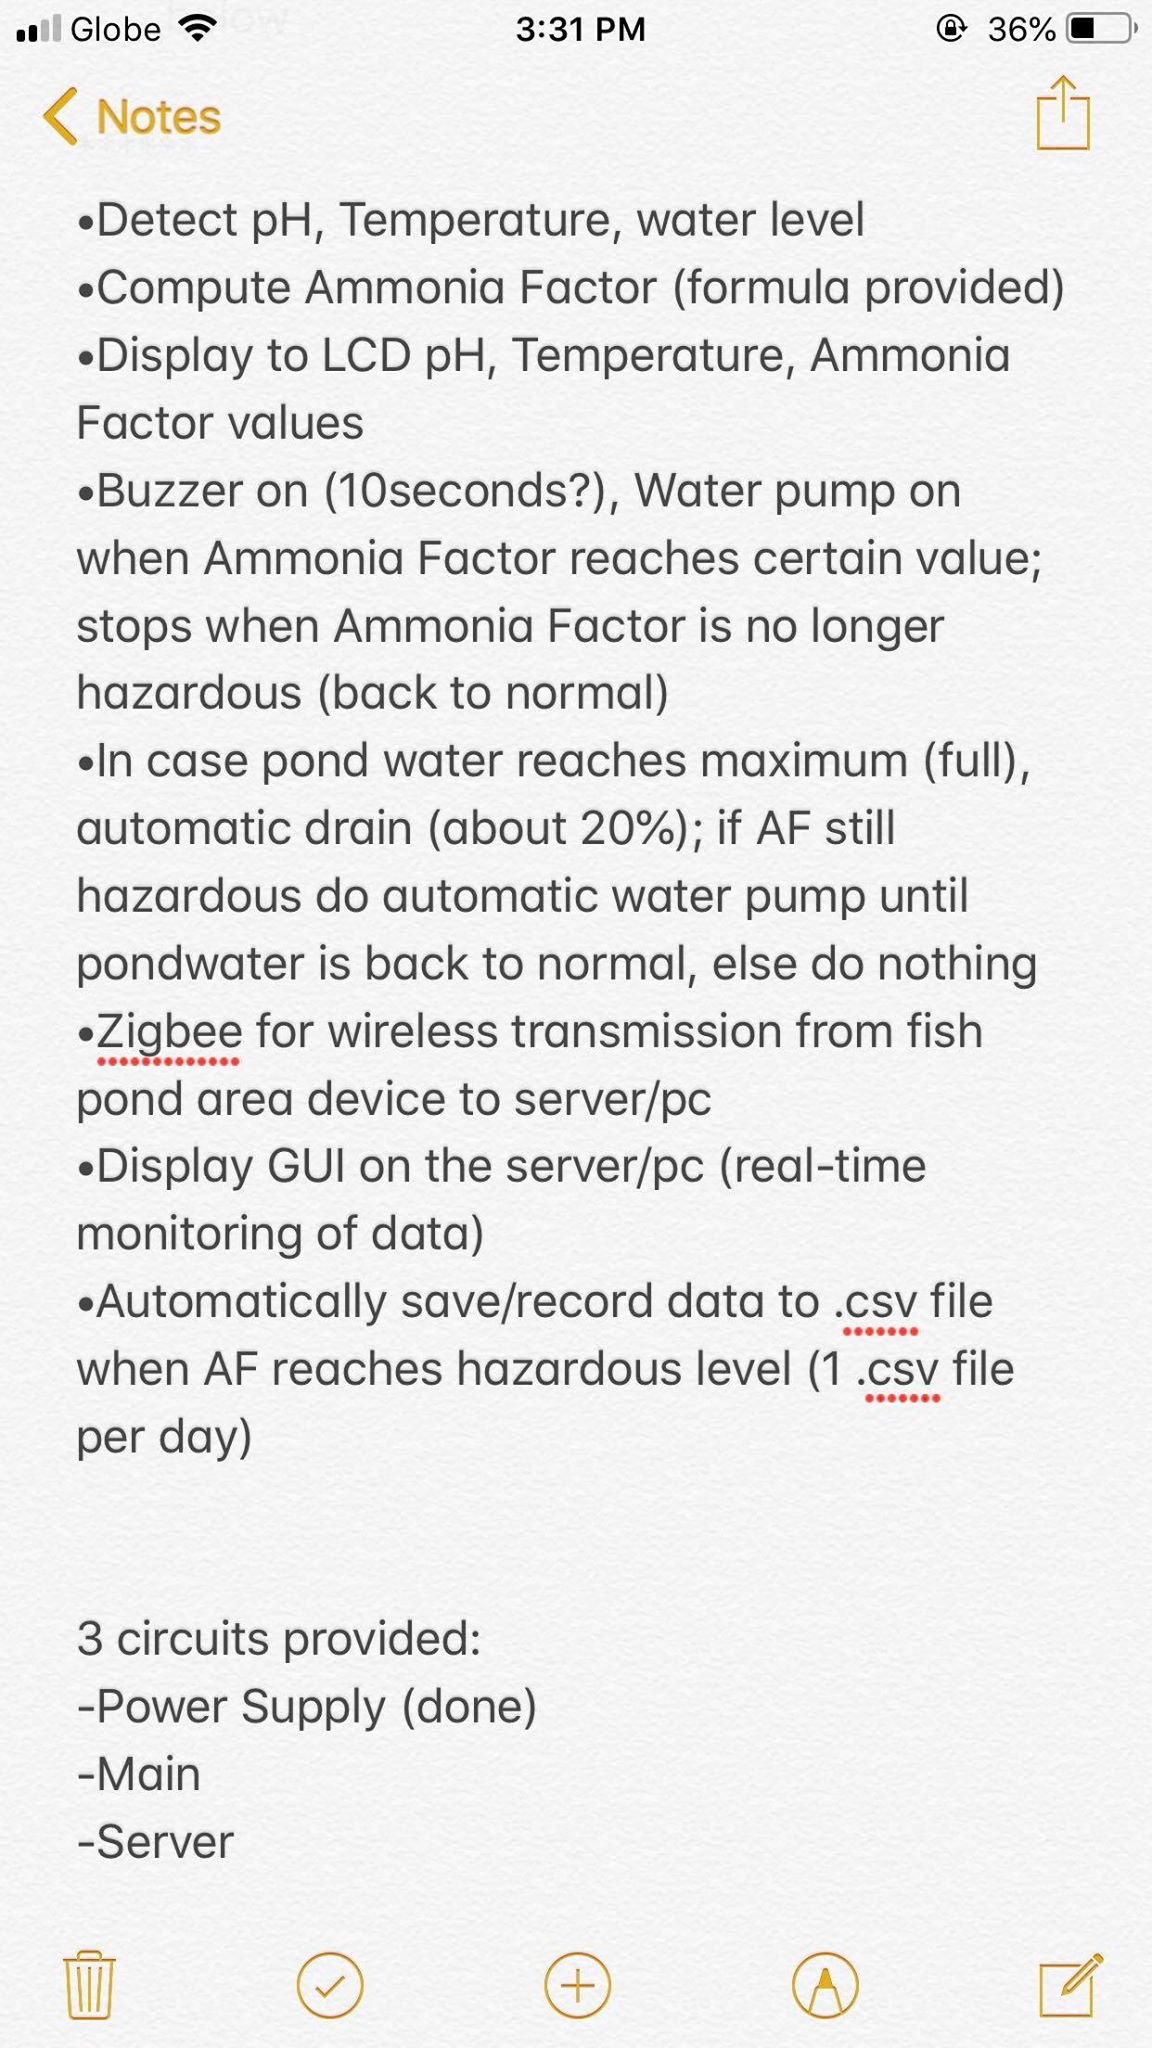 Globe 3:31 PM 36%
Notes
•Detect pH, Temperature, water level
•Compute Ammonia Factor (formula provided)
•Display to LCD pH, Temperature, Ammonia
Factor values
•Buzzer on (10seconds?), Water pump on
when Ammonia Factor reaches certain value;
stops when Ammonia Factor is no longer
hazardous (back to normal)
•In case pond water reaches maximum (full),
automatic drain (about 20%); if AF still
hazardous do automatic water pump until
pondwater is back to normal, else do nothing
•Zigbee for wireless transmission from fish
pond area device to server/pc
•Display GUI on the server/pc (real-time
monitoring of data)
•Automatically save/record data to .csv file
when AF reaches hazardous level (1 .csv file
per day)
3 circuits provided:
-Power Supply (done)
-Main
-Server